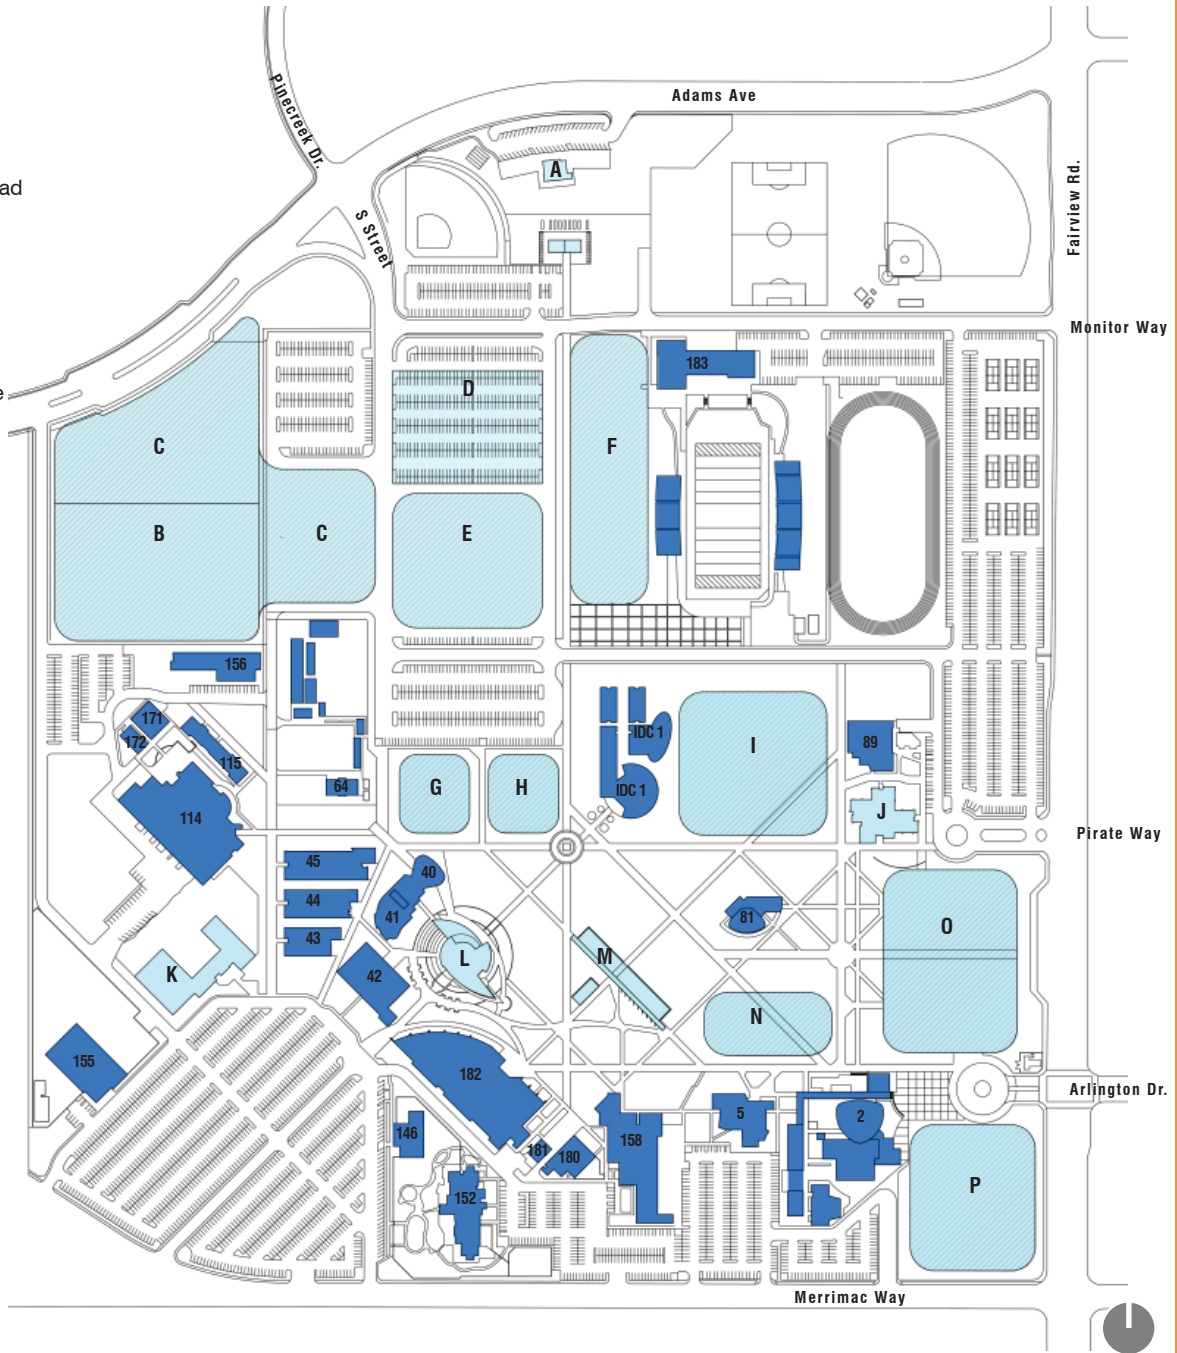 Pinecreek Dr.
Adams Ave
ad
A
S Street
Fairview Rd.
Monitor Way
183
e
D
C
F
B
C
E
156
171
172
115
IDC 1
I
89
64
G
H
IDC 1
114
J
Pirate Way
45
40
44
41
81
43
O
L
M
K
42
N
155
182
Arlington Dr.
146
5
2
181
180
158
152
P
Merrimac Way